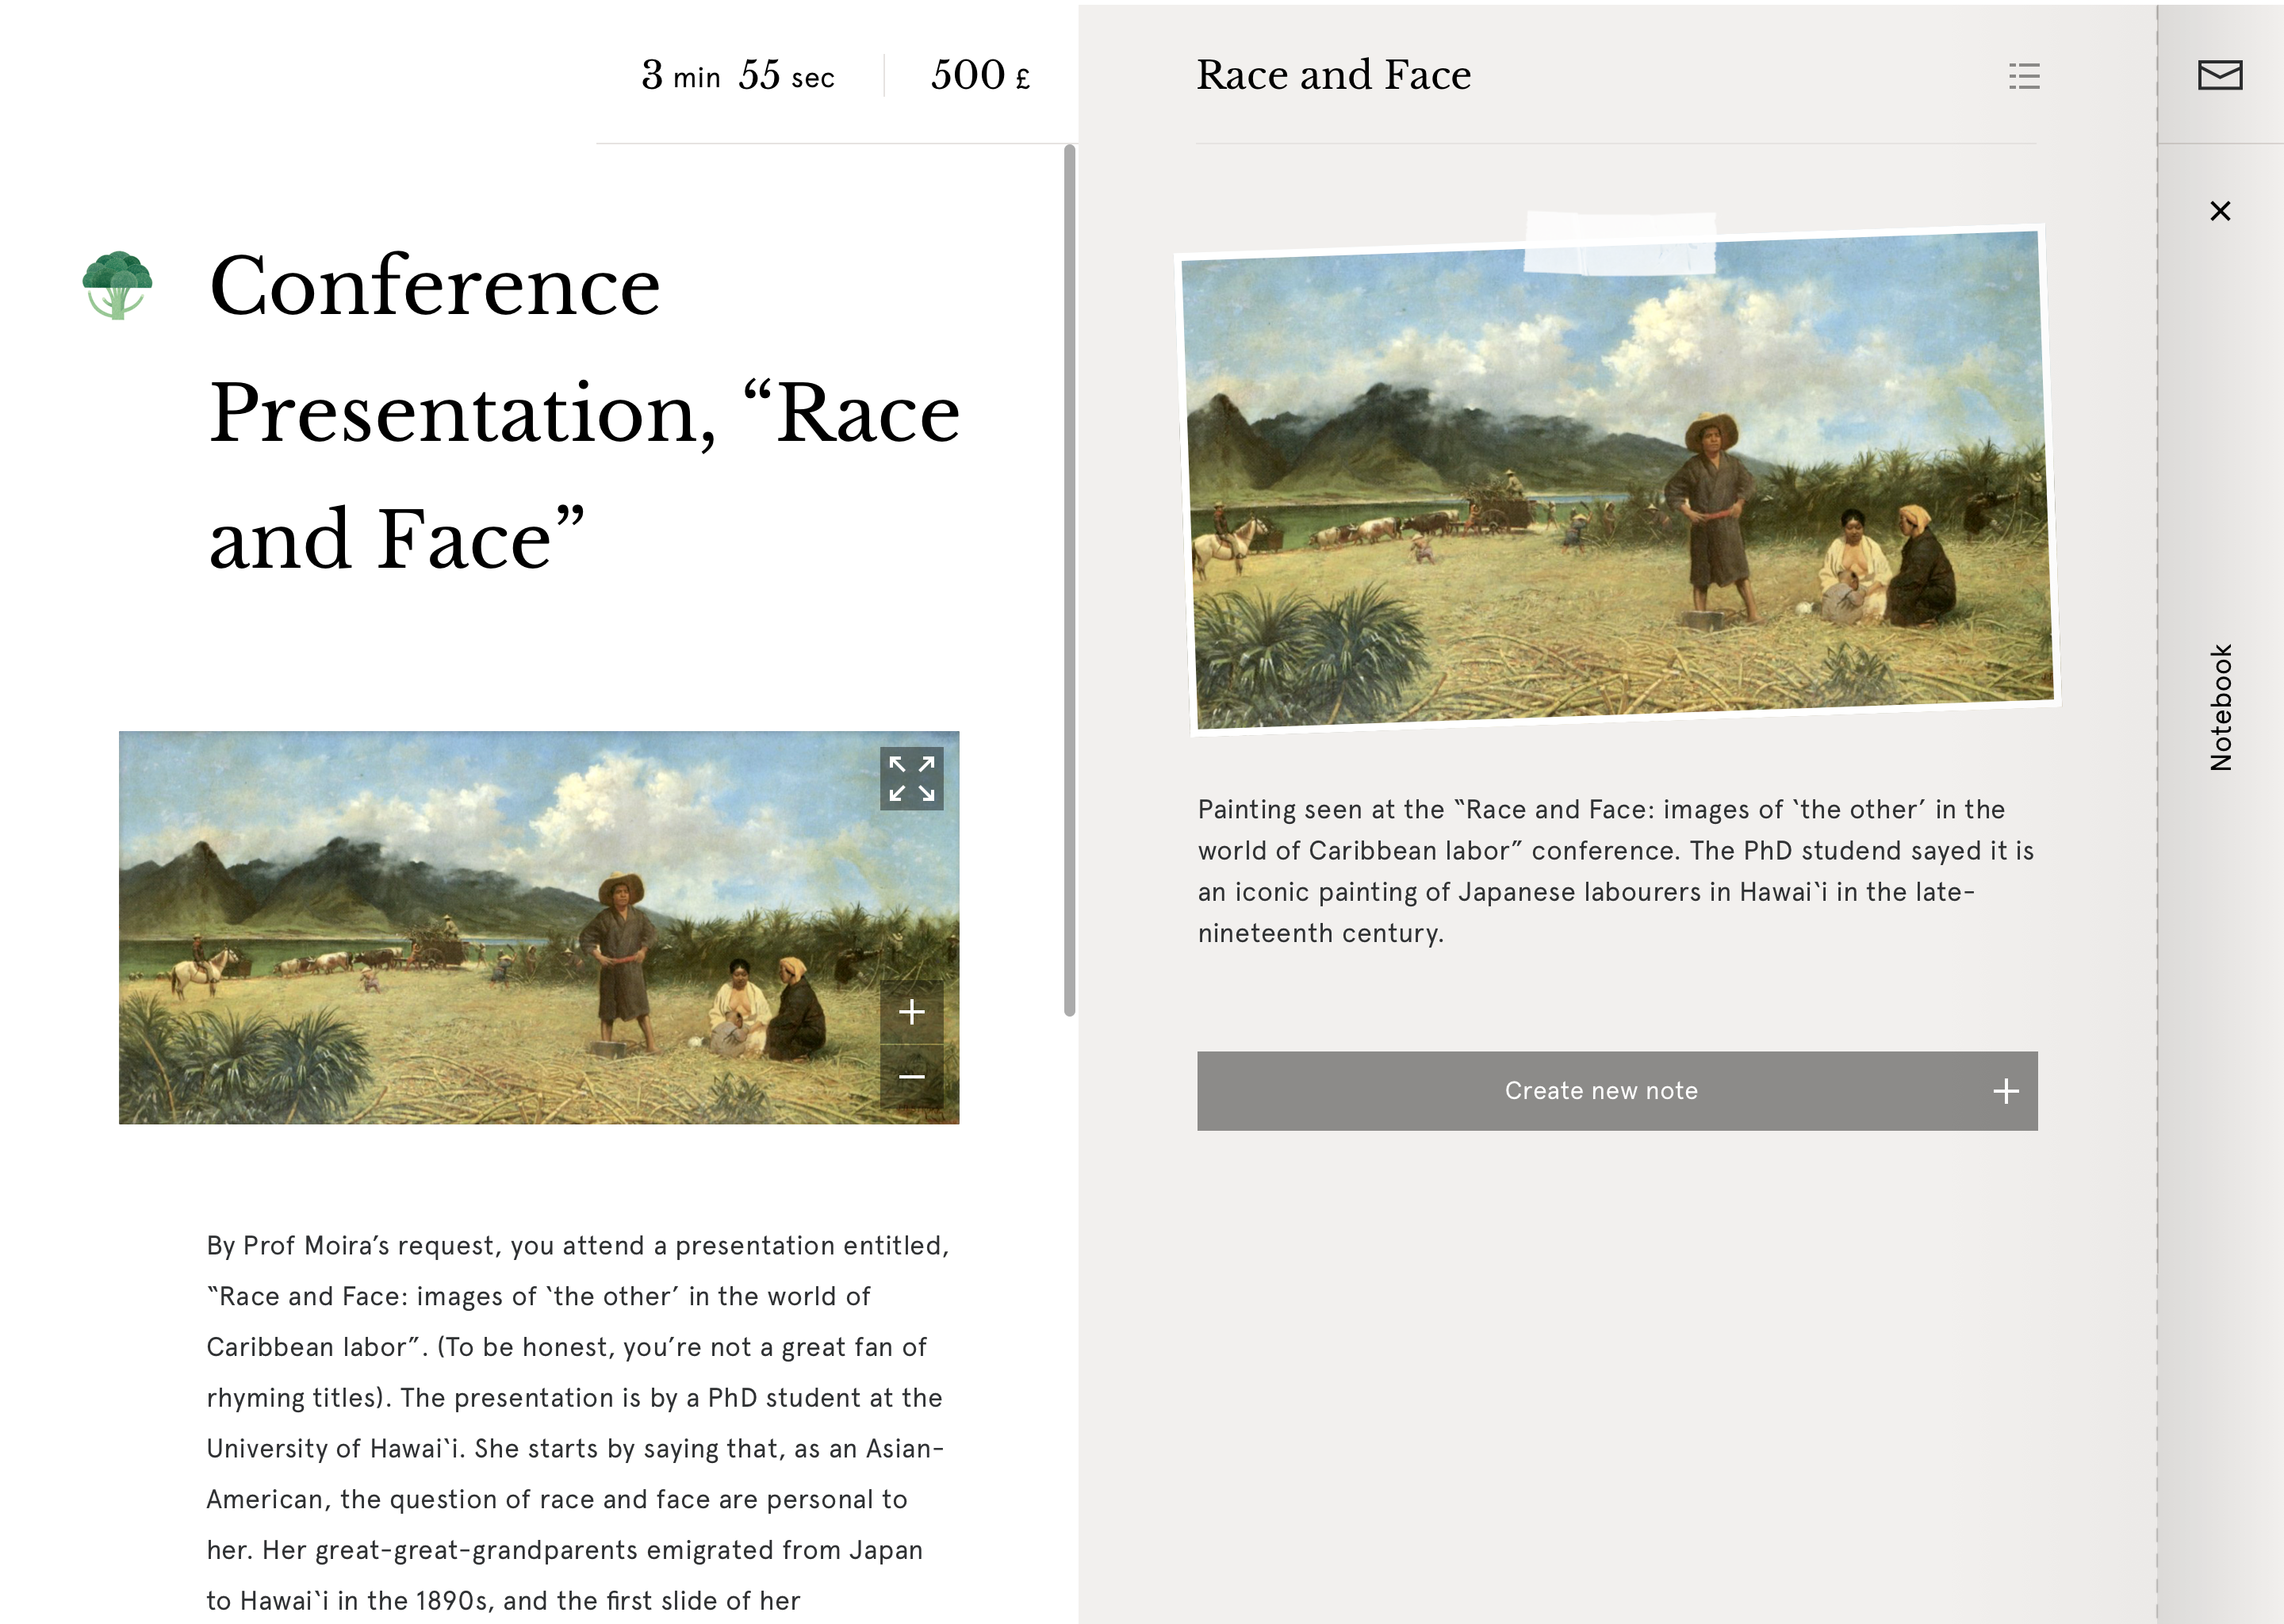 3 min 55 sec
500 £
Conference
Presentation, “Race
and Face”
By Prof Moira’s request, you attend a presentation entitled,
“Race and Face: images of ‘the other’ in the world of
Caribbean labor”. (To be honest, you’re not a great fan of
rhyming titles). The presentation is by a PhD student at the
University of Hawai‵i. She starts by saying that, as an Asian-
American, the question of race and face are personal to
her. Her great-great-grandparents emigrated from Japan
to Hawai‵i in the 1890s, and the first slide of her
Race and Face
Painting seen at the “Race and Face: images of ‘the other’ in the
world of Caribbean labor” conference. The PhD studend sayed it is
an iconic painting of Japanese labourers in Hawai‵i in the late-
nineteenth century.
Create new note
Notebook